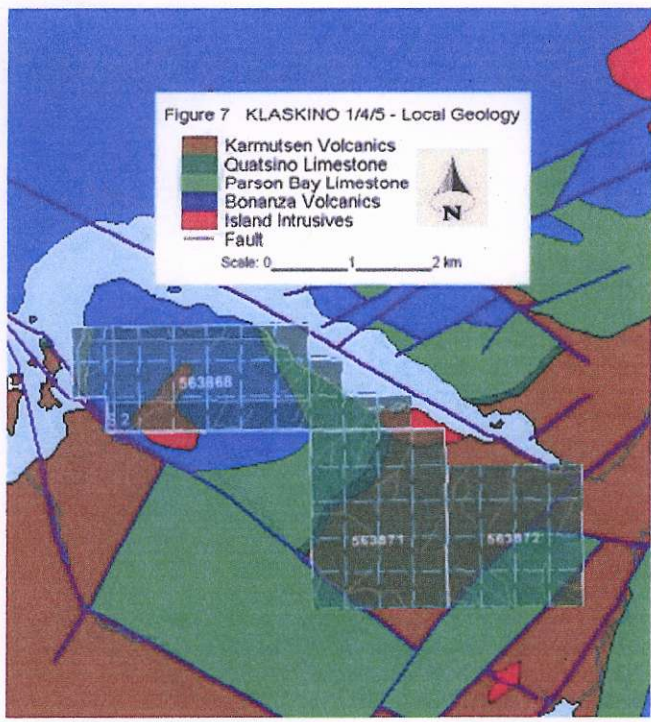 Figure 7 KLASKINO 1/4/5 - Local Geology
Karmutsen Volcanics
Quatsino Limestone
Parson Bay Limestone
Bonanza Volcanics
Island Intrusives
Fault
N
Scale: 0 1 2 km
563868
563871 563872